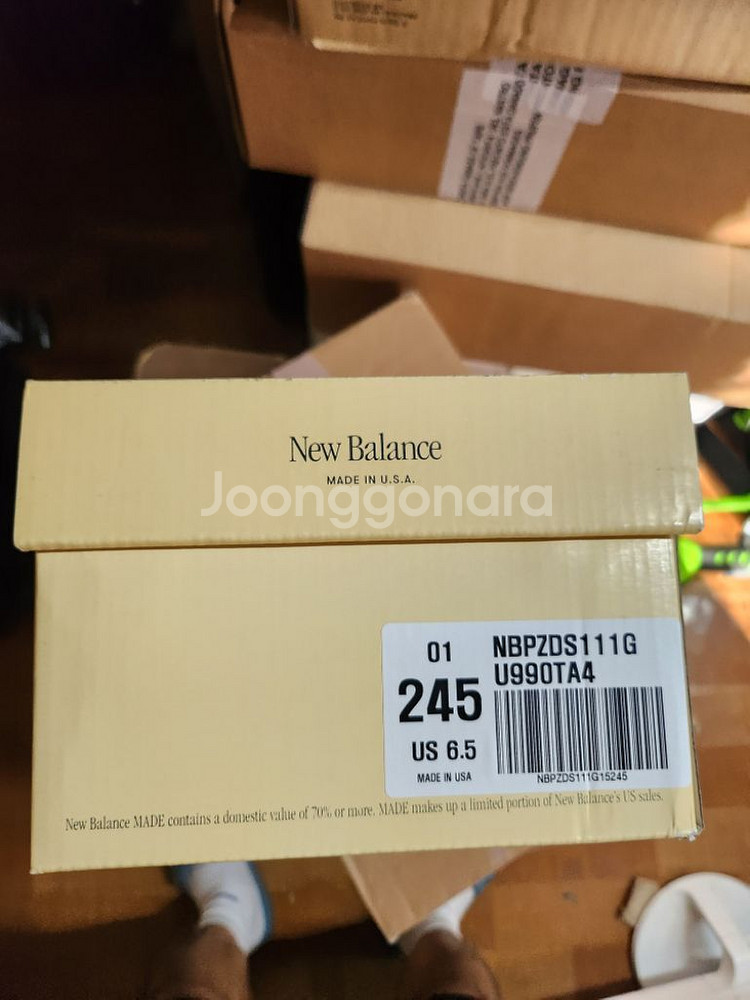 New Balance
MADE IN U.S.A.
Joonggonara
01
245
US 6.5
MADE IN USA
NBPZDS111G
U990TA4
NBPZDS111G15245
New Balance MADE contains a domestic value of 70% or more. MADE makes up a limited portion of New Balance's US sales.